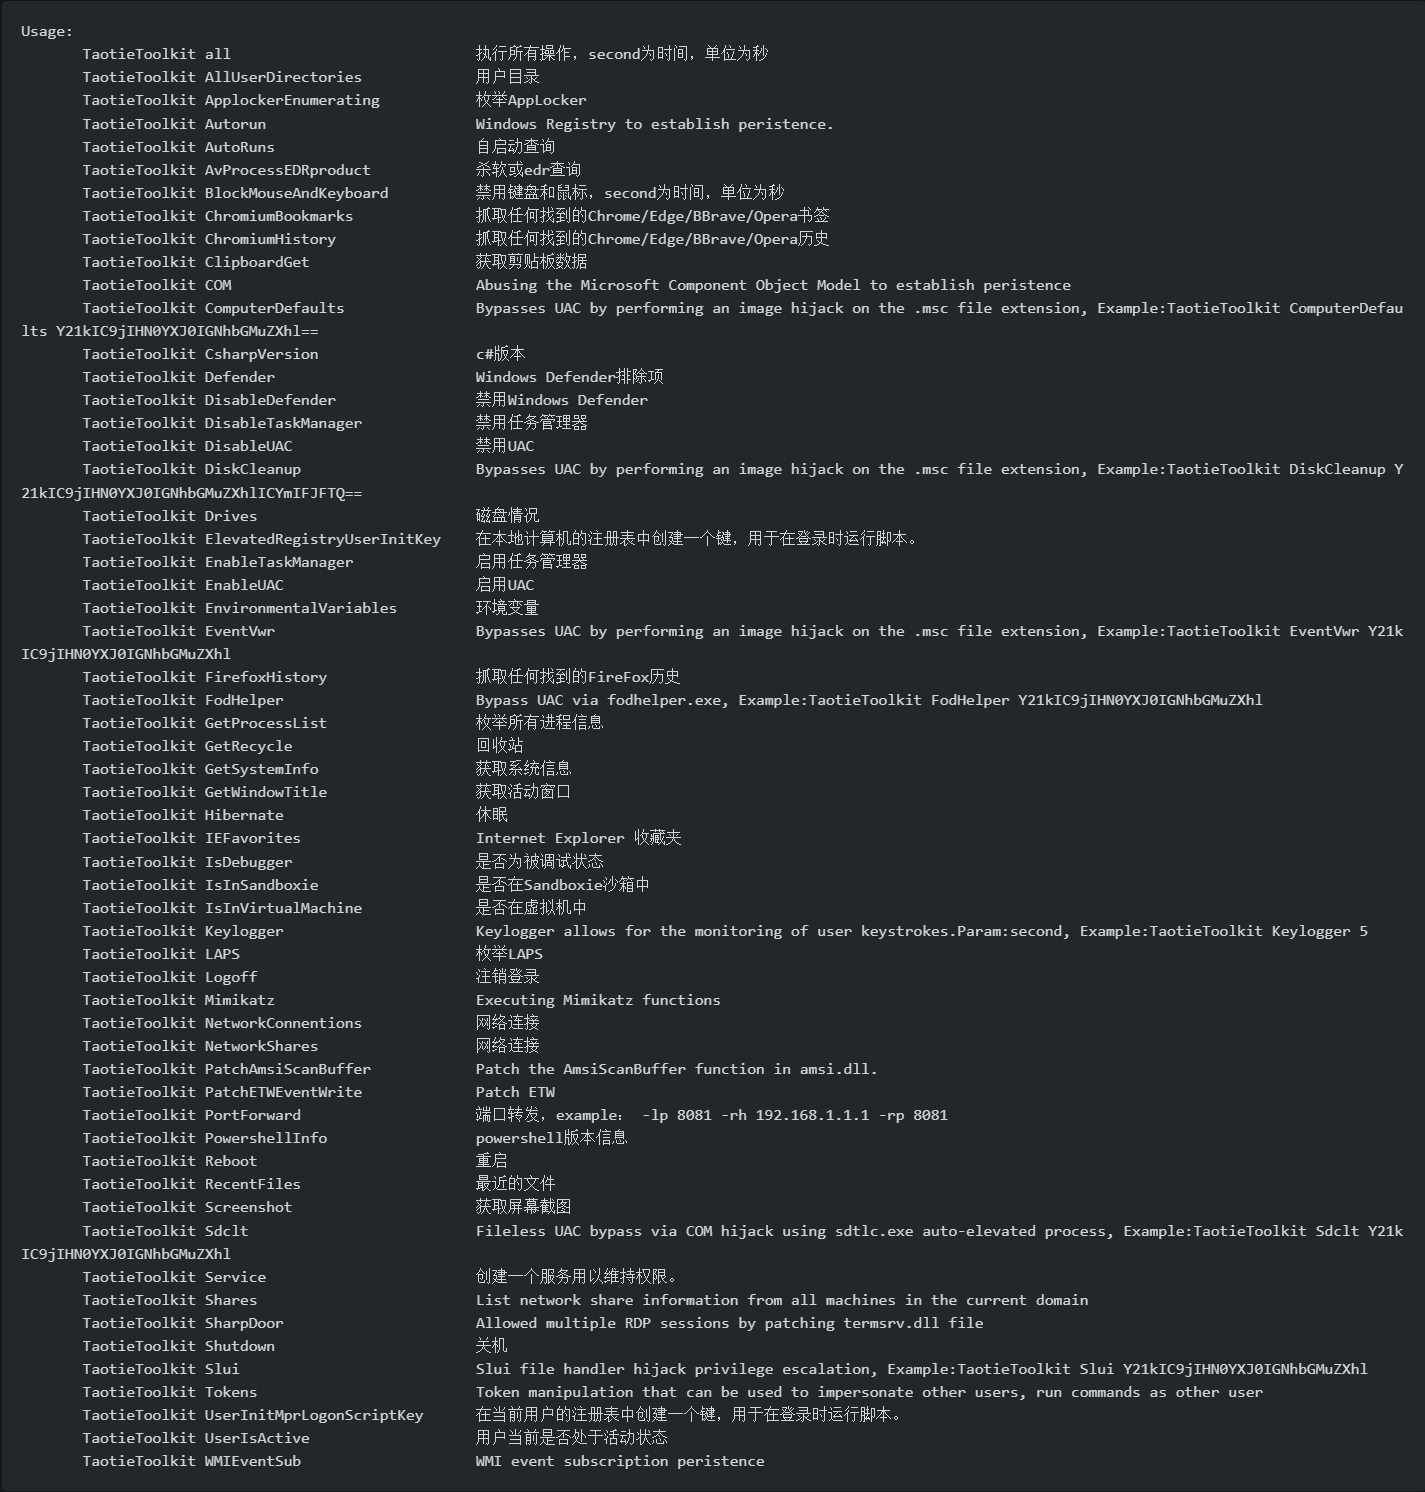 Usage:
TaotieToolkit all 执行所有操作，second为时间，单位为秒
TaotieToolkit AllUserDirectories 用户目录
TaotieToolkit ApplockerEnumerating 枚举AppLocker
TaotieToolkit Autorun Windows Registry to establish peristence.
TaotieToolkit AutoRuns 自启动查询
TaotieToolkit AvProcessEDRproduct 杀软或edr查询
TaotieToolkit BlockMouseAndKeyboard 禁用键盘和鼠标，second为时间，单位为秒
TaotieToolkit ChromiumBookmarks 抓取任何找到的Chrome/Edge/BBrave/Opera书签
TaotieToolkit ChromiumHistory 抓取任何找到的Chrome/Edge/BBrave/Opera历史
TaotieToolkit ClipboardGet 获取剪贴板数据
TaotieToolkit COM Abusing the Microsoft Component Object Model to establish peristence
TaotieToolkit ComputerDefaults Bypasses UAC by performing an image hijack on the .msc file extension, Example:TaotieToolkit ComputerDefau
lts Y21kIC9jIHN0YXJ0IGNhbGMuZXhl==
TaotieToolkit CsharpVersion c#版本
TaotieToolkit Defender Windows Defender排除项
TaotieToolkit DisableDefender 禁用Windows Defender
TaotieToolkit DisableTaskManager 禁用任务管理器
TaotieToolkit DisableUAC 禁用UAC
TaotieToolkit DiskCleanup Bypasses UAC by performing an image hijack on the .msc file extension, Example:TaotieToolkit DiskCleanup Y
21kIC9jIHN0YXJ0IGNhbGMuZXhlICYmIFJFTQ==
TaotieToolkit Drives 磁盘情况
TaotieToolkit ElevatedRegistryUserInitKey 在本地计算机的注册表中创建一个键，用于在登录时运行脚本。
TaotieToolkit EnableTaskManager 启用任务管理器
TaotieToolkit EnableUAC 启用UAC
TaotieToolkit EnvironmentalVariables 环境变量
TaotieToolkit EventVwr Bypasses UAC by performing an image hijack on the .msc file extension, Example:TaotieToolkit EventVwr Y21k
IC9jIHN0YXJ0IGNhbGMuZXhl
TaotieToolkit FirefoxHistory 抓取任何找到的FireFox历史
TaotieToolkit FodHelper Bypass UAC via fodhelper.exe, Example:TaotieToolkit FodHelper Y21kIC9jIHN0YXJ0IGNhbGMuZXhl
TaotieToolkit GetProcessList 枚举所有进程信息
TaotieToolkit GetRecycle 回收站
TaotieToolkit GetSystemInfo 获取系统信息
TaotieToolkit GetWindowTitle 获取活动窗口
TaotieToolkit Hibernate 休眠
TaotieToolkit IEFavorites Internet Explorer 收藏夹
TaotieToolkit IsDebugger 是否为被调试状态
TaotieToolkit IsInSandboxie 是否在Sandboxie沙箱中
TaotieToolkit IsInVirtualMachine 是否在虚拟机中
TaotieToolkit Keylogger Keylogger allows for the monitoring of user keystrokes.Param:second, Example:TaotieToolkit Keylogger 5
TaotieToolkit LAPS 枚举LAPS
TaotieToolkit Logoff 注销登录
TaotieToolkit Mimikatz Executing Mimikatz functions
TaotieToolkit NetworkConnentions 网络连接
TaotieToolkit NetworkShares 网络连接
TaotieToolkit PatchAmsiScanBuffer Patch the AmsiScanBuffer function in amsi.dll.
TaotieToolkit PatchETWEventWrite Patch ETW
TaotieToolkit PortForward 端口转发，example： -lp 8081 -rh 192.168.1.1.1 -rp 8081
TaotieToolkit PowershellInfo powershell版本信息
TaotieToolkit Reboot 重启
TaotieToolkit RecentFiles 最近的文件
TaotieToolkit Screenshot 获取屏幕截图
TaotieToolkit Sdclt Fileless UAC bypass via COM hijack using sdtlc.exe auto-elevated process, Example:TaotieToolkit Sdclt Y21k
IC9jIHN0YXJ0IGNhbGMuZXhl
TaotieToolkit Service 创建一个服务用以维持权限。
TaotieToolkit Shares List network share information from all machines in the current domain
TaotieToolkit SharpDoor Allowed multiple RDP sessions by patching termsrv.dll file
TaotieToolkit Shutdown 关机
TaotieToolkit Slui Slui file handler hijack privilege escalation, Example:TaotieToolkit Slui Y21kIC9jIHN0YXJ0IGNhbGMuZXhl
TaotieToolkit Tokens Token manipulation that can be used to impersonate other users, run commands as other user
TaotieToolkit UserInitMprLogonScriptKey 在当前用户的注册表中创建一个键，用于在登录时运行脚本。
TaotieToolkit UserIsActive 用户当前是否处于活动状态
TaotieToolkit WMIEventSub WMI event subscription peristence